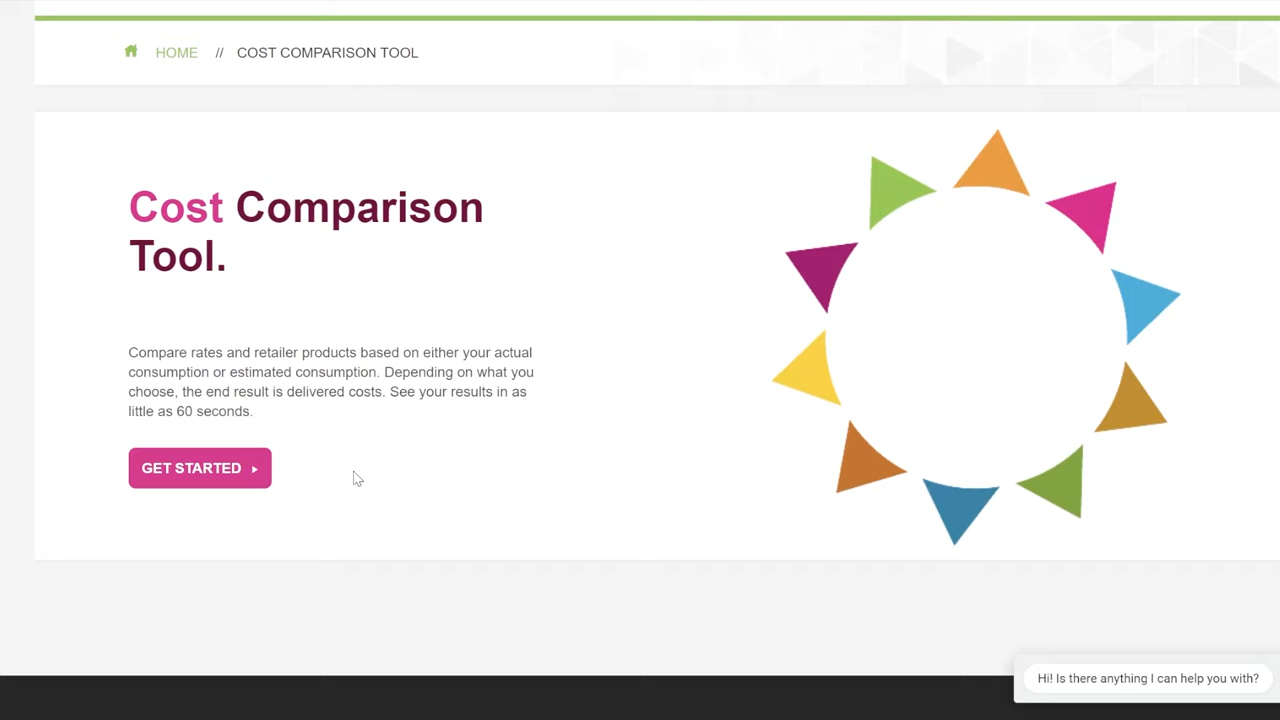 HOME // COST COMPARISON TOOL
Cost Comparison
Tool.
Compare rates and retailer products based on either your actual
consumption or estimated consumption. Depending on what you
choose, the end result is delivered costs. See your results in as
little as 60 seconds.
GET STARTED
Hi! Is there anything I can help you with?